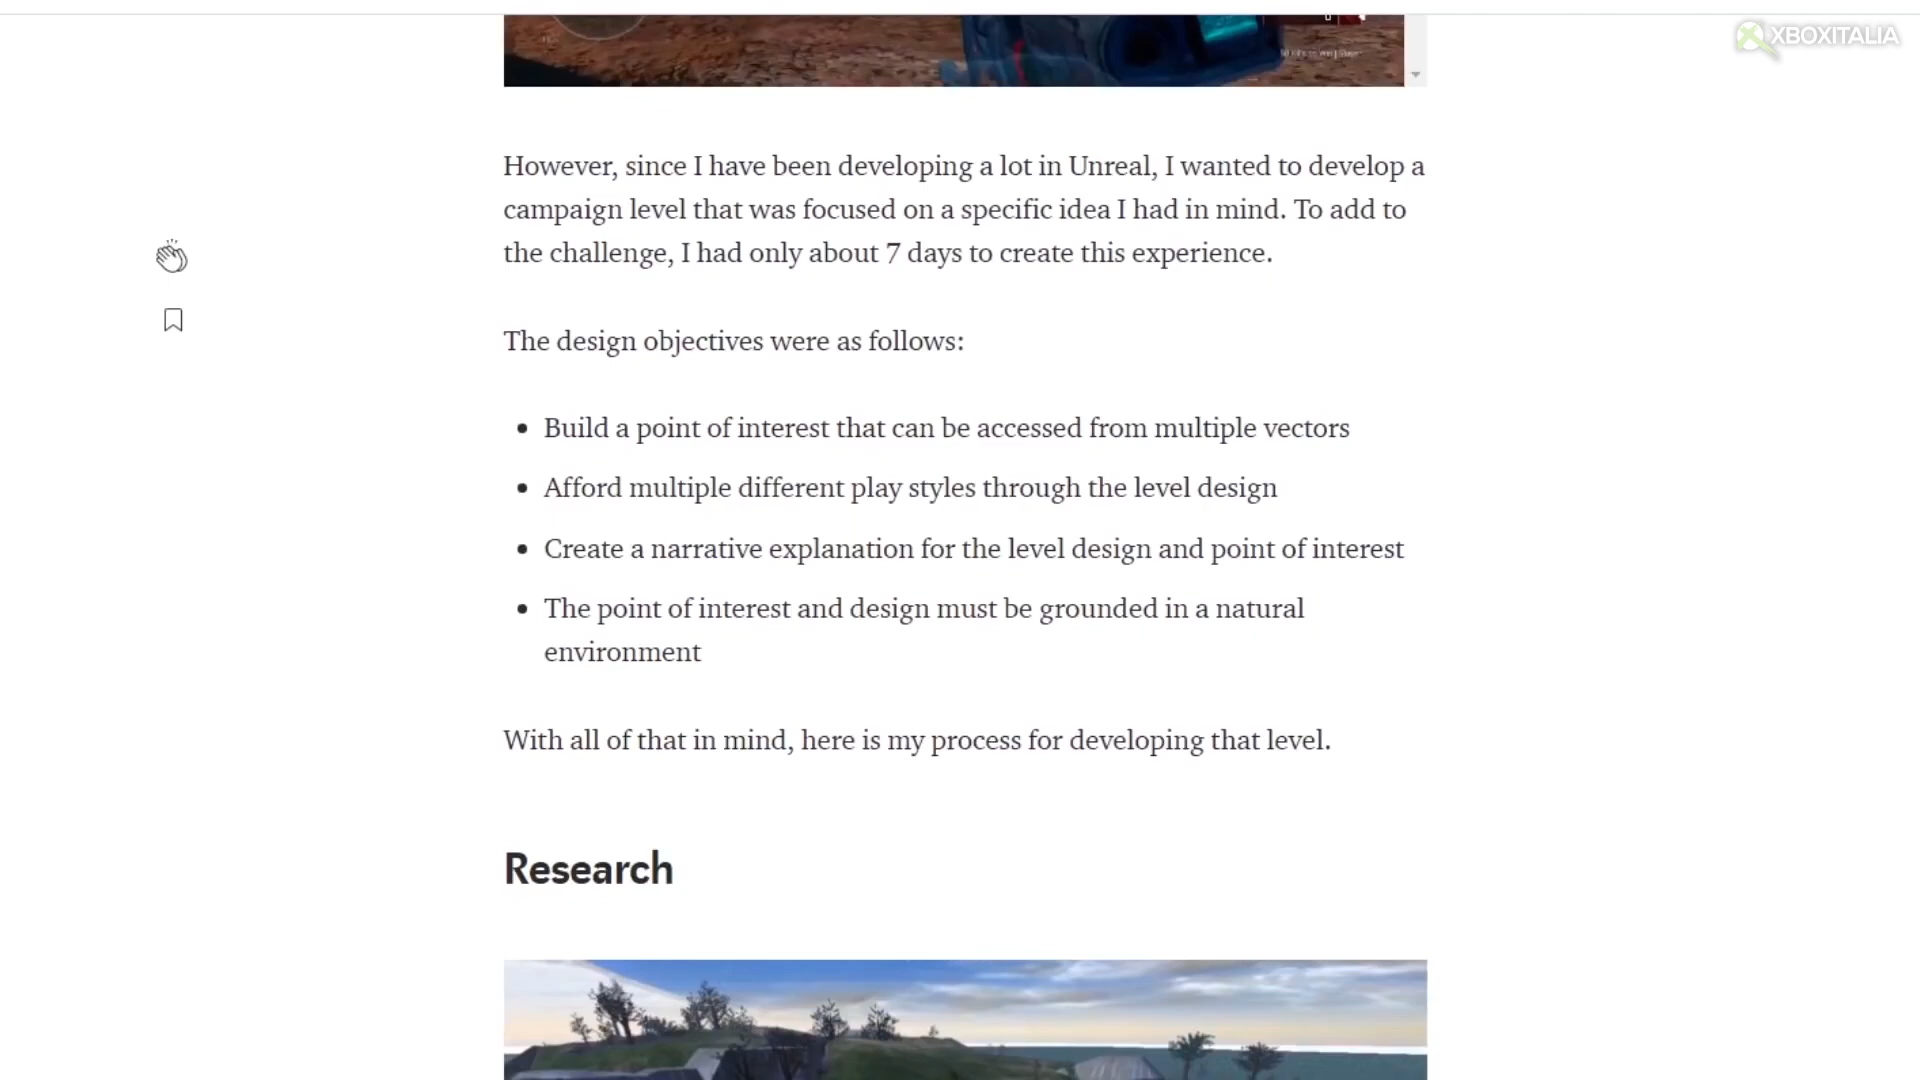 XBOXITALIA
However, since I have been developing a lot in Unreal, I wanted to develop a
campaign level that was focused on a specific idea I had in mind. To add to
the challenge, I had only about 7 days to create this experience.
The design objectives were as follows:
• Build a point of interest that can be accessed from multiple vectors
• Afford multiple different play styles through the level design
• Create a narrative explanation for the level design and point of interest
• The point of interest and design must be grounded in a natural
environment
With all of that in mind, here is my process for developing that level.
Research